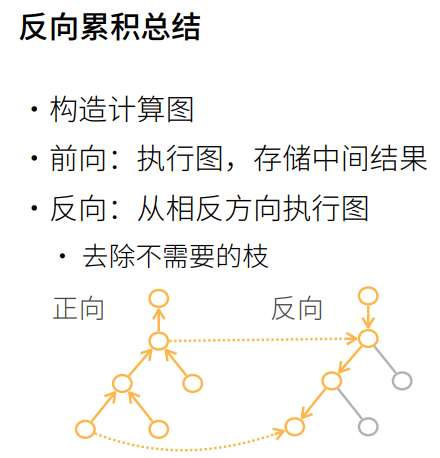 反向累积总结
• 构造计算图
• 前向：执行图，存储中间结果
• 反向：从相反方向执行图
• 去除不需要的枝
正向 反向